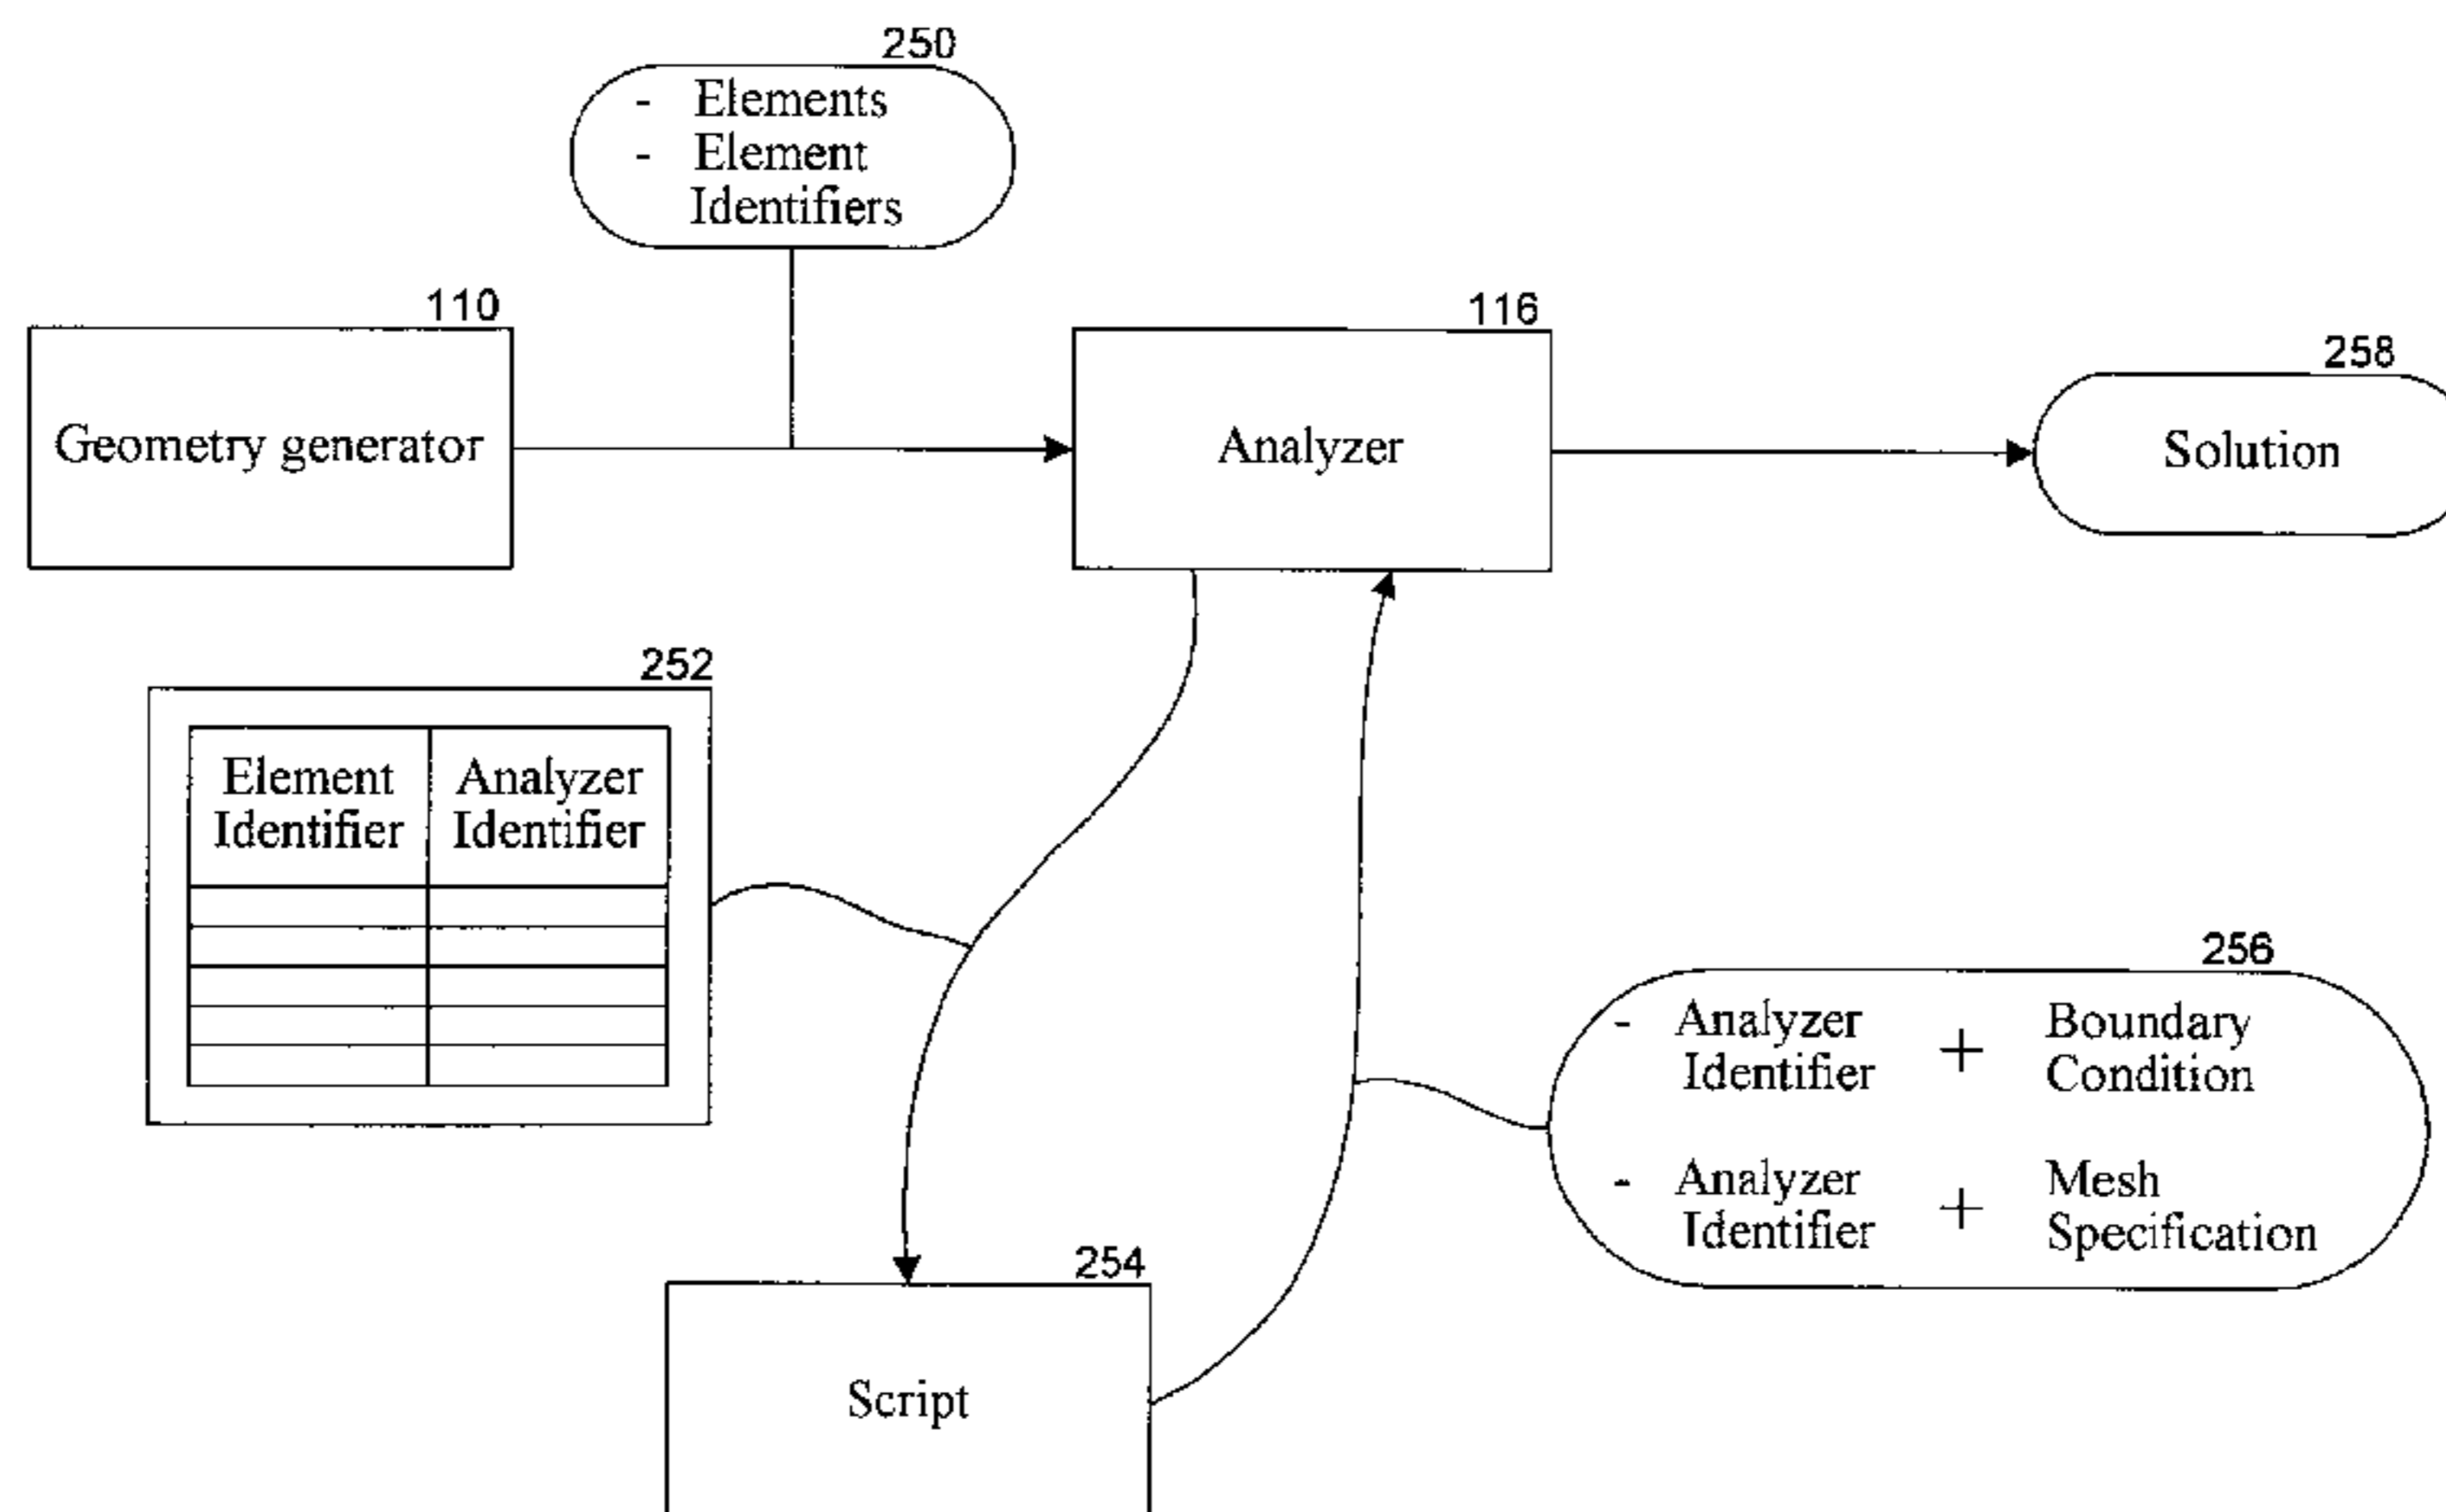 250
- Elements
- Element
Identifiers
110
Geometry generator
116
Analyzer
258
Solution
252
Element
Identifier
Analyzer
Identifier
256
- Analyzer
Identifier
+
Boundary
Condition
- Analyzer
Identifier
+
Mesh
Specification
254
Script